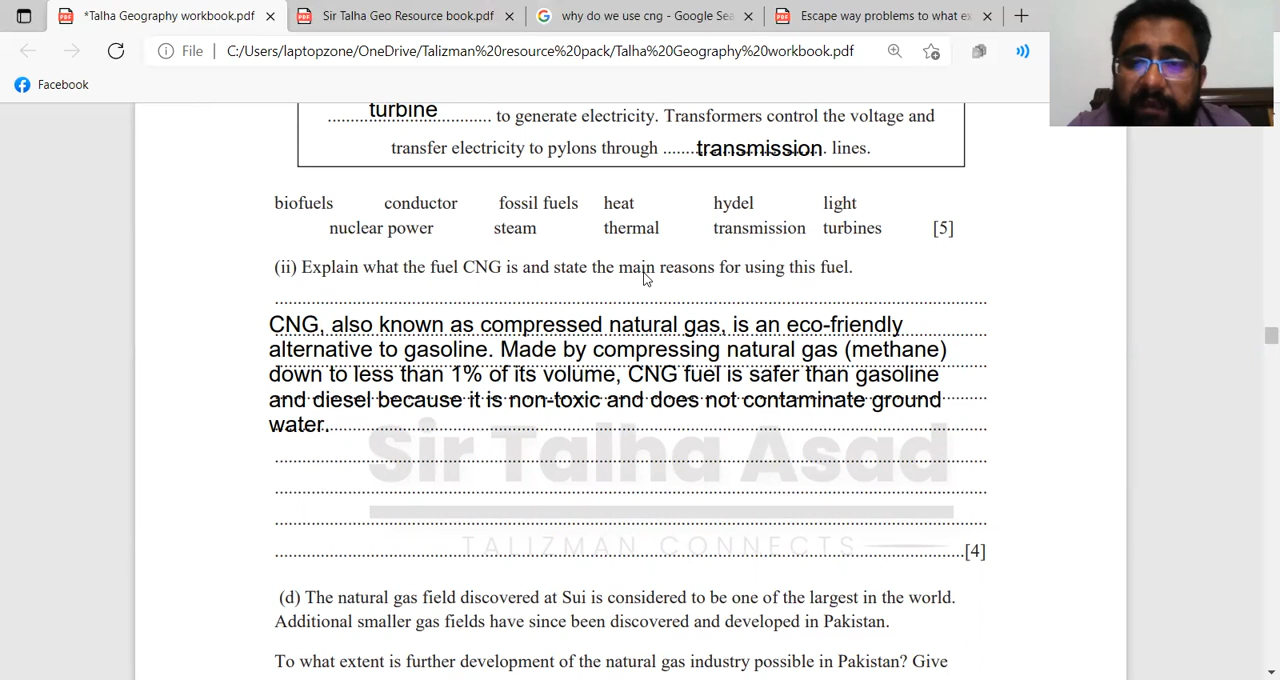 *Talha Geography workbook.pdf
Sir Talha Geo Resource book.pdf
why do we use cng - Google Sea
Escape way problems to what ex
File
C:/Users/laptopzone/OneDrive/Talizman%20resource%20pack/Talha%20Geography%20workbook.pdf
Facebook
turbine
................................ to generate electricity. Transformers control the voltage and
transfer electricity to pylons through .......transmission. lines.
biofuels conductor fossil fuels heat hydel light
nuclear power steam thermal transmission turbines [5]
(ii) Explain what the fuel CNG is and state the main reasons for using this fuel.
CNG, also known as compressed natural gas, is an eco-friendly
alternative to gasoline. Made by compressing natural gas (methane)
down to less than 1% of its volume, CNG fuel is safer than gasoline
and diesel because it is non-toxic and does not contaminate ground
water.
Sir Talha Asad
TALIZMAN CONNECTS
[4]
(d) The natural gas field discovered at Sui is considered to be one of the largest in the world.
Additional smaller gas fields have since been discovered and developed in Pakistan.
To what extent is further development of the natural gas industry possible in Pakistan? Give